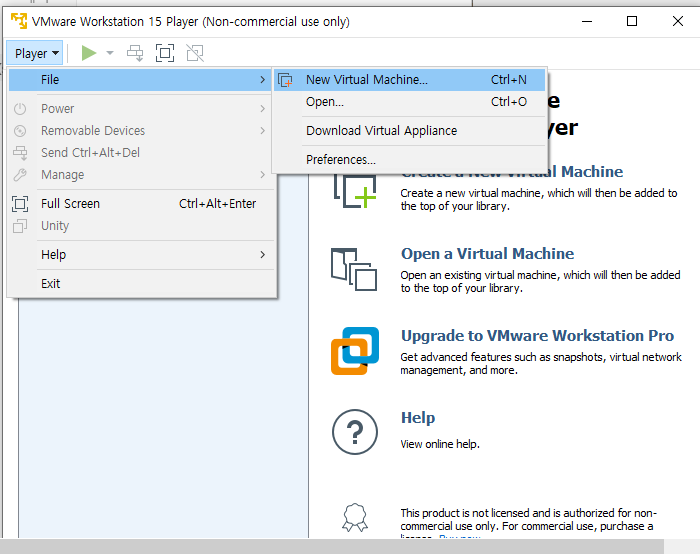 VMware Workstation 15 Player (Non-commercial use only)
Player
File
New Virtual Machine... Ctrl+N
Open... Ctrl+O
Download Virtual Appliance
Preferences...
Power
Removable Devices
Send Ctrl+Alt+Del
Manage
Full Screen Ctrl+Alt+Enter
Unity
Help
Exit
Create a New Virtual Machine
Create a new virtual machine, which will then be added
to the top of your library.
Open a Virtual Machine
Open an existing virtual machine, which will then be added
to the top of your library.
Upgrade to VMware Workstation Pro
Get advanced features such as snapshots, virtual network
management, and more.
Help
View online help.
This product is not licensed and is authorized for non-
commercial use only. For commercial use, purchase a
license. Buy now.